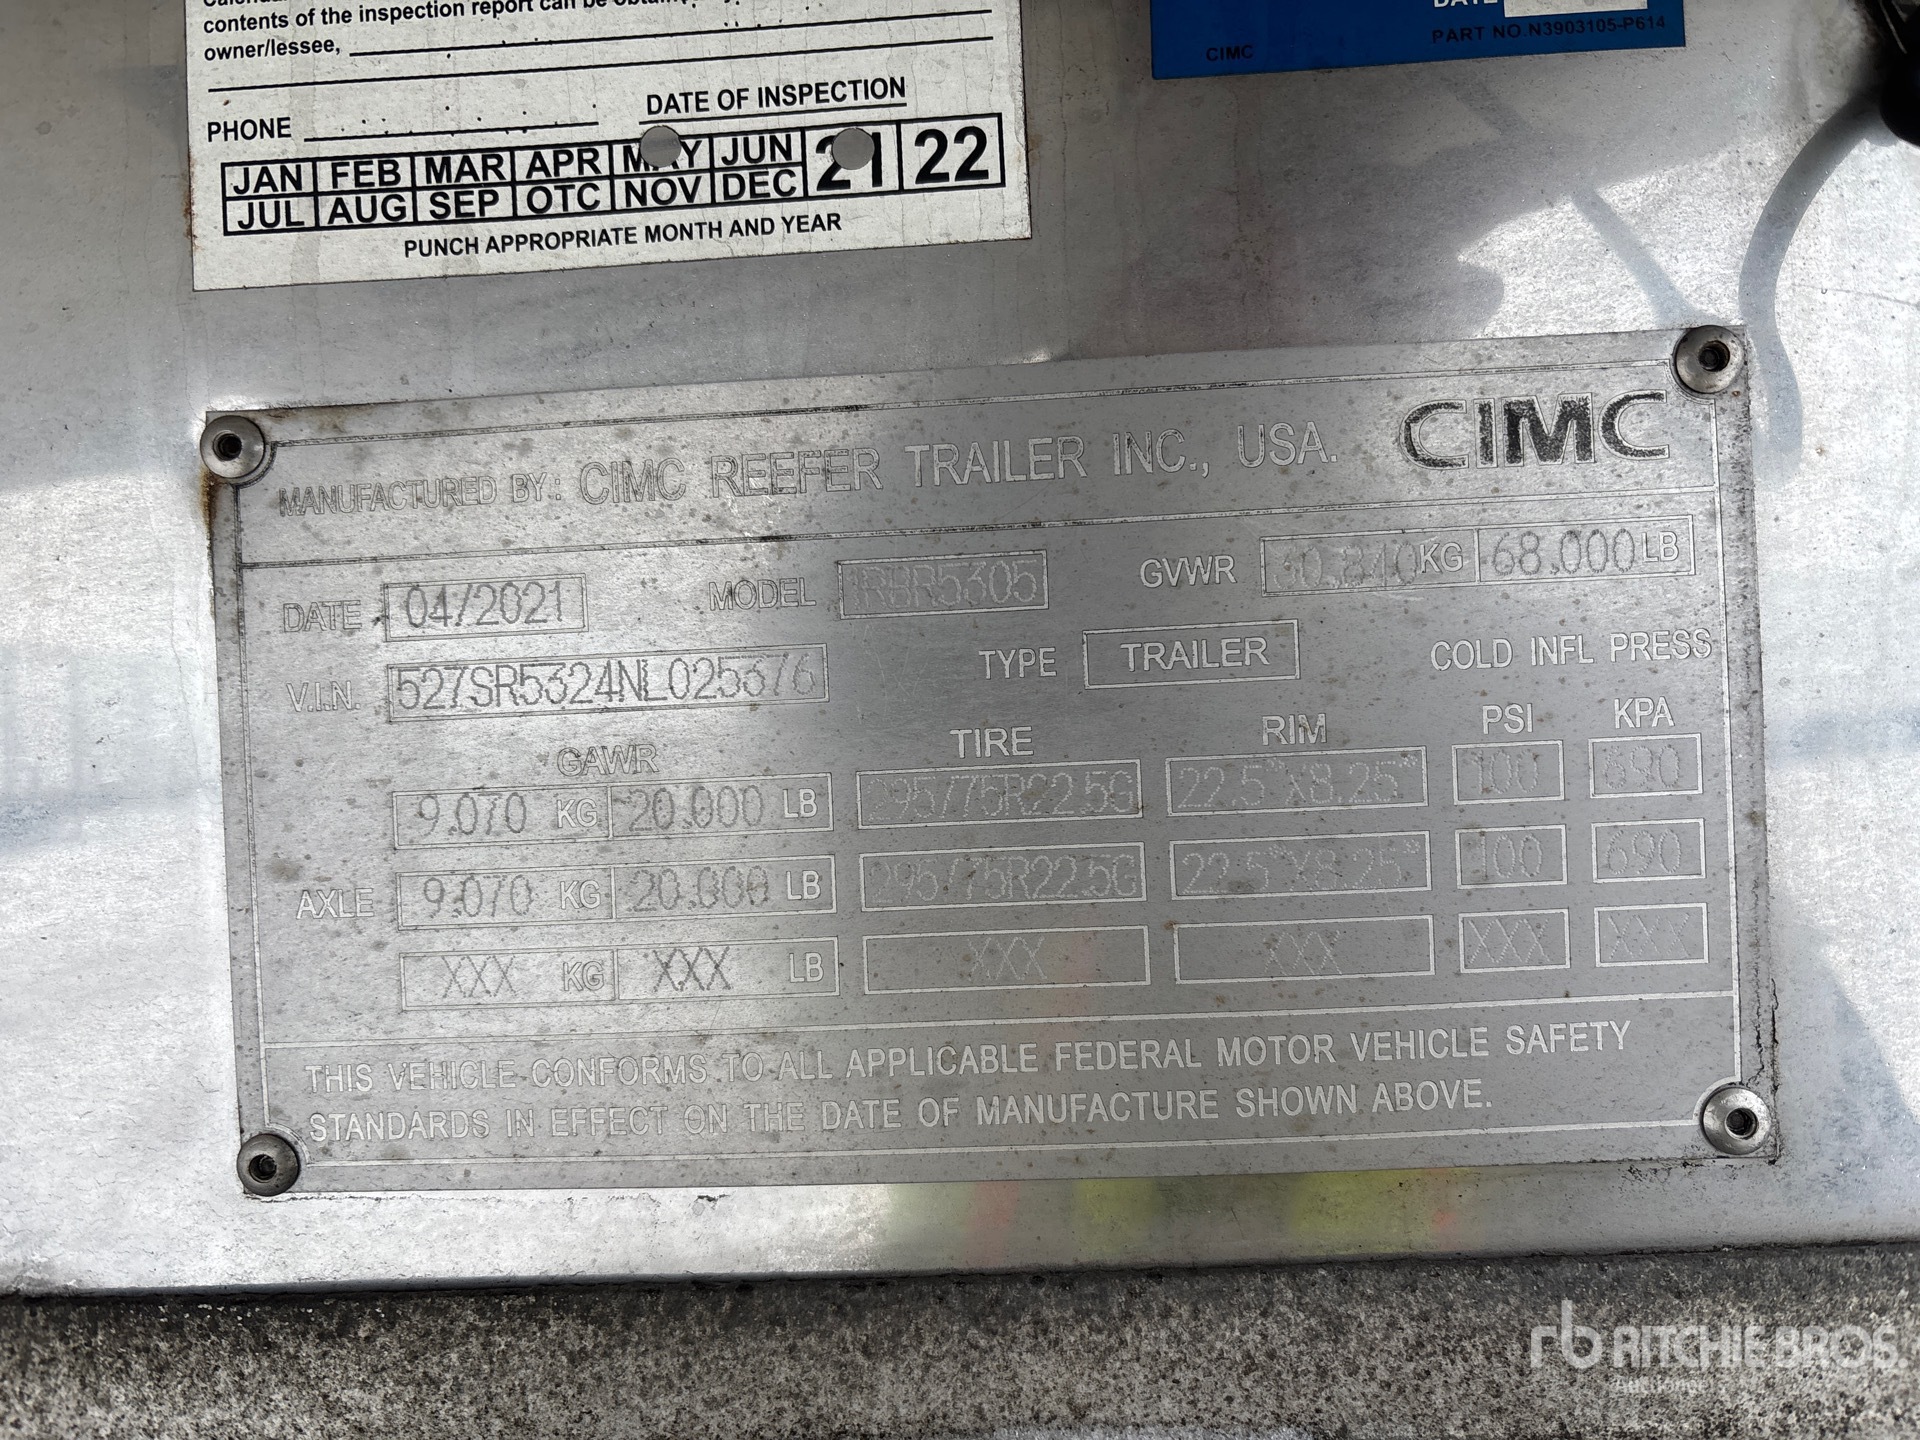 contents of the inspection report can be
owner/lessee,
PHONE
DATE OF INSPECTION
JAN FEB MAR APR MAY JUN 21 22
JUL AUG SEP OTC NOV DEC
PUNCH APPROPRIATE MONTH AND YEAR
DATE
PART NO.N3903105-P614
CIMC
MANUFACTURED BY: CIMC REEFER TRAILER INC., USA. CIMC
DATE 04/2021 MODEL RBR5305 GVWR 30.840 KG 68.000 LB
V.I.N. 527SR5324NL025376 TYPE TRAILER COLD INFL PRESS
GAWR TIRE RIM PSI KPA
9.070 KG 20.000 LB 295/75R22.5G 22.5"X8.25" 100 690
AXLE 9.070 KG 20.000 LB 295/75R22.5G 22.5"X8.25" 100 690
XXX KG XXX LB XXX XXX XXX XXX
THIS VEHICLE CONFORMS TO ALL APPLICABLE FEDERAL MOTOR VEHICLE SAFETY
STANDARDS IN EFFECT ON THE DATE OF MANUFACTURE SHOWN ABOVE.
rb RITCHIE BROS.
Auctioneers